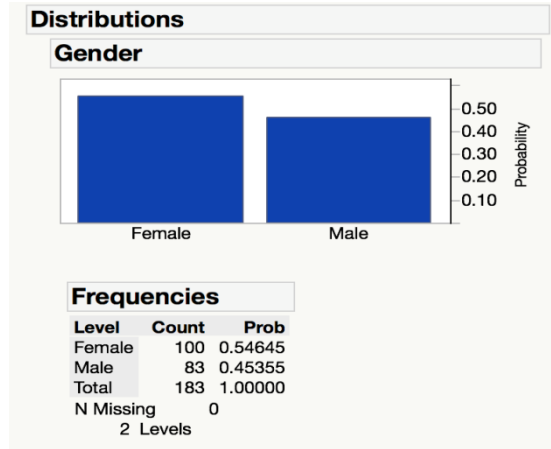 Distributions
Gender
0.50
0.40
0.30
0.20
0.10
Probability
Female Male
Frequencies
Level Count Prob
Female 100 0.54645
Male 83 0.45355
Total 183 1.00000
N Missing 0
2 Levels